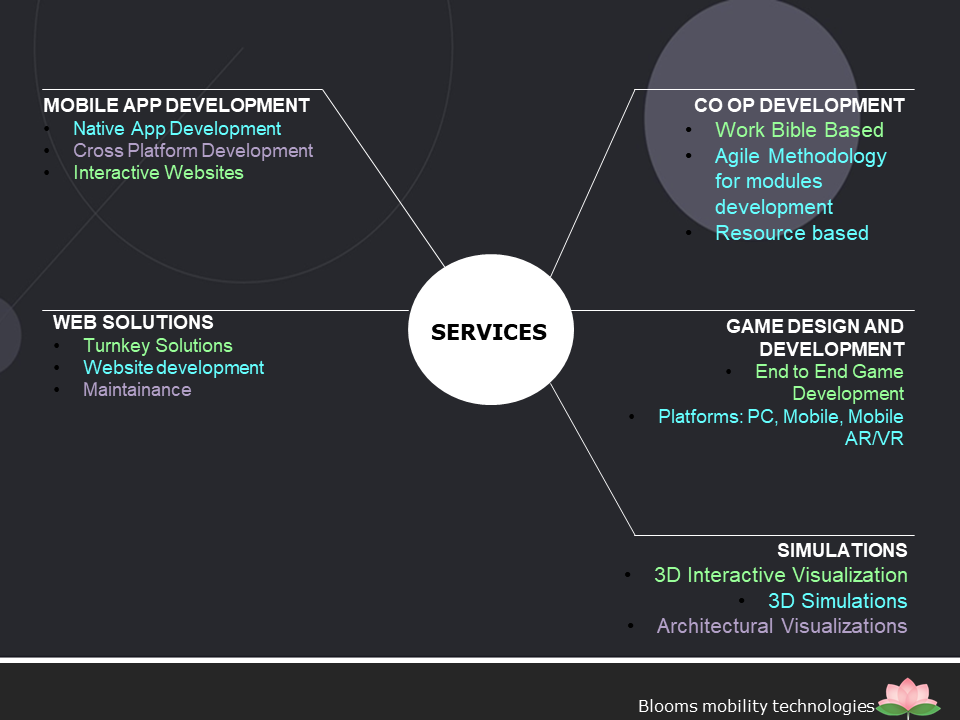 MOBILE APP DEVELOPMENT
• Native App Development
• Cross Platform Development
• Interactive Websites
CO OP DEVELOPMENT
• Work Bible Based
• Agile Methodology
for modules
development
• Resource based
SERVICES
WEB SOLUTIONS
• Turnkey Solutions
• Website development
• Maintainance
GAME DESIGN AND
DEVELOPMENT
• End to End Game
Development
• Platforms: PC, Mobile, Mobile
AR/VR
SIMULATIONS
• 3D Interactive Visualization
• 3D Simulations
• Architectural Visualizations
Blooms mobility technologies